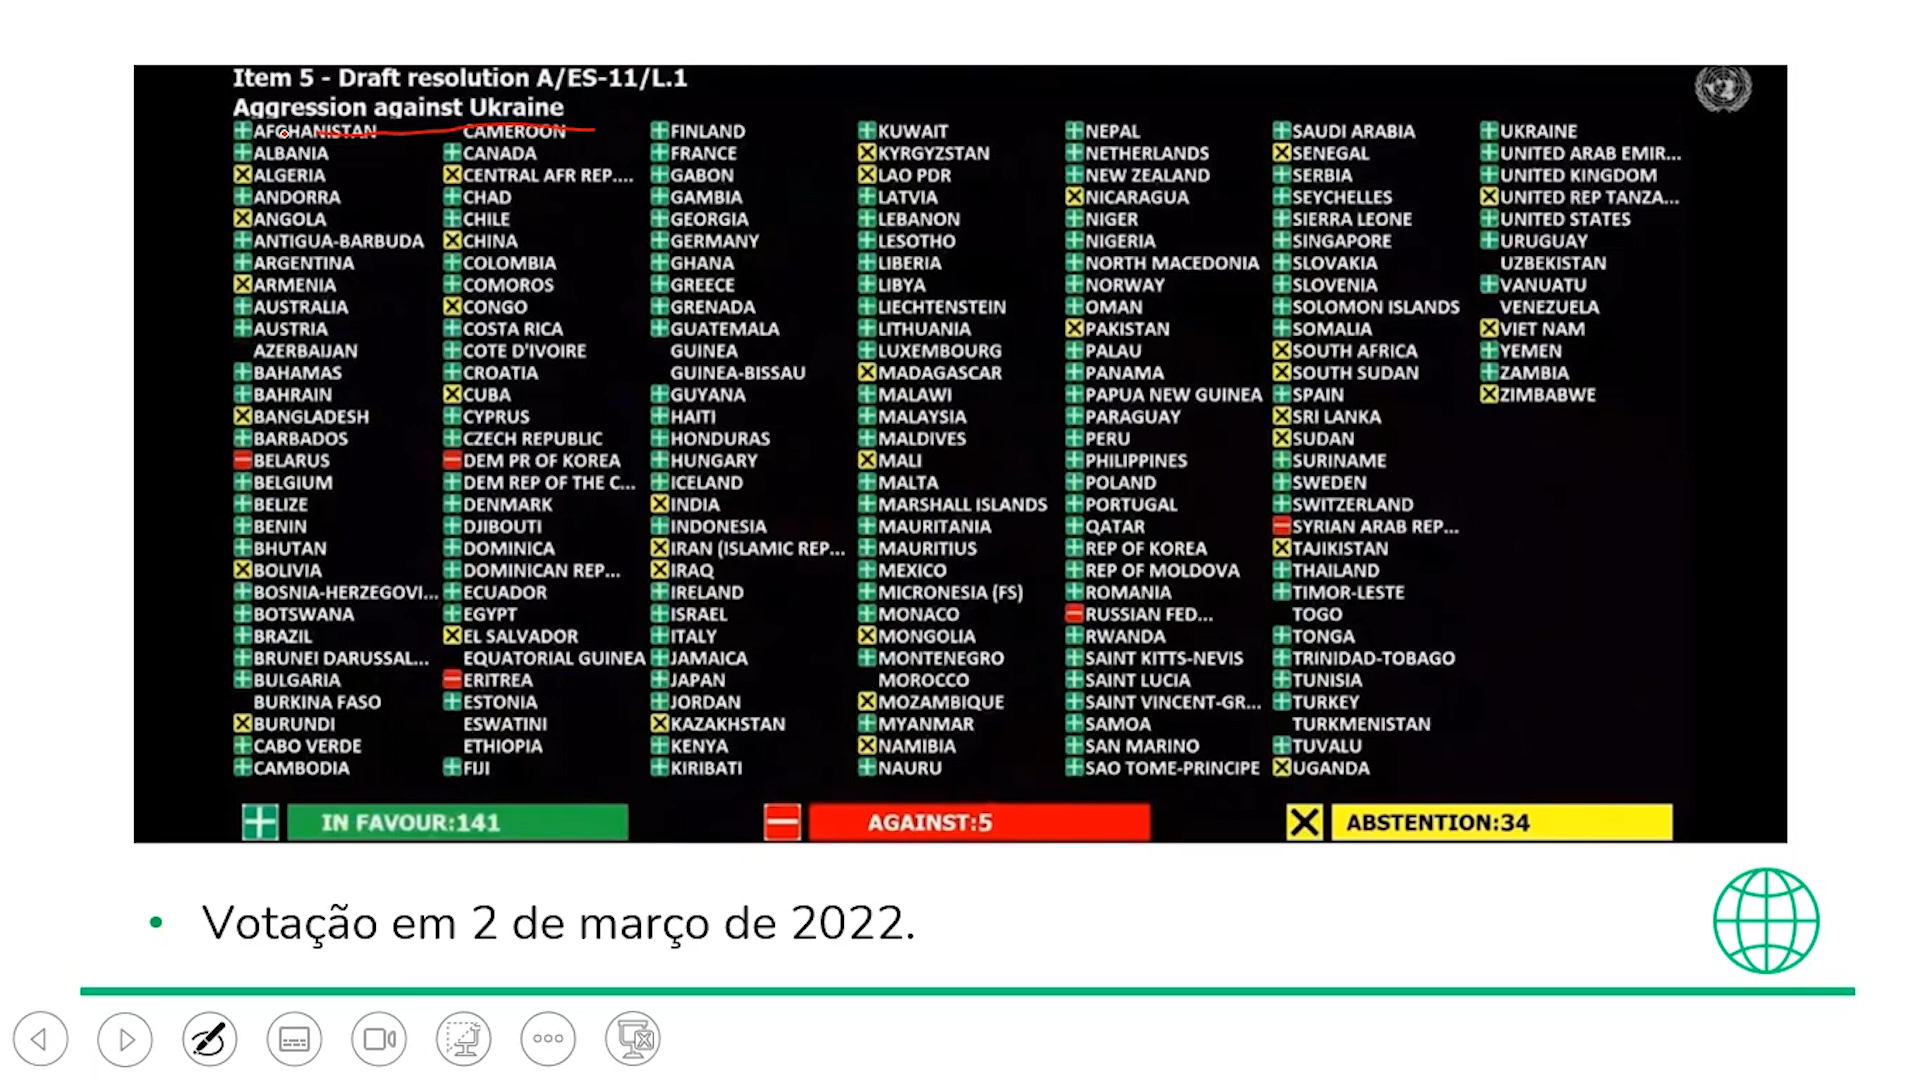 Item 5 - Draft resolution A/ES-11/L.1
Aggression against Ukraine
AFGHANISTAN
ALBANIA
ALGERIA
ANDORRA
ANGOLA
ANTIGUA-BARBUDA
ARGENTINA
ARMENIA
AUSTRALIA
AUSTRIA
AZERBAIJAN
BAHAMAS
BAHRAIN
BANGLADESH
BARBADOS
BELARUS
BELGIUM
BELIZE
BENIN
BHUTAN
BOLIVIA
BOSNIA-HERZEGOVI...
BOTSWANA
BRAZIL
BRUNEI DARUSSAL...
BULGARIA
BURKINA FASO
BURUNDI
CABO VERDE
CAMBODIA
CAMEROON
CANADA
CENTRAL AFR REP....
CHAD
CHILE
CHINA
COLOMBIA
COMOROS
CONGO
COSTA RICA
COTE D'IVOIRE
CROATIA
CUBA
CYPRUS
CZECH REPUBLIC
DEM PR OF KOREA
DEM REP OF THE C...
DENMARK
DJIBOUTI
DOMINICA
DOMINICAN REP...
ECUADOR
EGYPT
EL SALVADOR
EQUATORIAL GUINEA
ERITREA
ESTONIA
ESWATINI
ETHIOPIA
FIJI
FINLAND
FRANCE
GABON
GAMBIA
GEORGIA
GERMANY
GHANA
GREECE
GRENADA
GUATEMALA
GUINEA
GUINEA-BISSAU
GUYANA
HAITI
HONDURAS
HUNGARY
ICELAND
INDIA
INDONESIA
IRAN (ISLAMIC REP...
IRAQ
IRELAND
ISRAEL
ITALY
JAMAICA
JAPAN
JORDAN
KAZAKHSTAN
KENYA
KIRIBATI
KUWAIT
KYRGYZSTAN
LAO PDR
LATVIA
LEBANON
LESOTHO
LIBERIA
LIBYA
LIECHTENSTEIN
LITHUANIA
LUXEMBOURG
MADAGASCAR
MALAWI
MALAYSIA
MALDIVES
MALI
MALTA
MARSHALL ISLANDS
MAURITANIA
MAURITIUS
MEXICO
MICRONESIA (FS)
MONACO
MONGOLIA
MONTENEGRO
MOROCCO
MOZAMBIQUE
MYANMAR
NAMIBIA
NAURU
NEPAL
NETHERLANDS
NEW ZEALAND
NICARAGUA
NIGER
NIGERIA
NORTH MACEDONIA
NORWAY
OMAN
PAKISTAN
PALAU
PANAMA
PAPUA NEW GUINEA
PARAGUAY
PERU
PHILIPPINES
POLAND
PORTUGAL
QATAR
REP OF KOREA
REP OF MOLDOVA
ROMANIA
RUSSIAN FED...
RWANDA
SAINT KITTS-NEVIS
SAINT LUCIA
SAINT VINCENT-GR...
SAMOA
SAN MARINO
SAO TOME-PRINCIPE
SAUDI ARABIA
SENEGAL
SERBIA
SEYCHELLES
SIERRA LEONE
SINGAPORE
SLOVAKIA
SLOVENIA
SOLOMON ISLANDS
SOMALIA
SOUTH AFRICA
SOUTH SUDAN
SPAIN
SRI LANKA
SUDAN
SURINAME
SWEDEN
SWITZERLAND
SYRIAN ARAB REP...
TAJIKISTAN
THAILAND
TIMOR-LESTE
TOGO
TONGA
TRINIDAD-TOBAGO
TUNISIA
TURKEY
TURKMENISTAN
TUVALU
UGANDA
UKRAINE
UNITED ARAB EMIR...
UNITED KINGDOM
UNITED REP TANZA...
UNITED STATES
URUGUAY
UZBEKISTAN
VANUATU
VENEZUELA
VIET NAM
YEMEN
ZAMBIA
ZIMBABWE
IN FAVOUR:141
AGAINST:5
ABSTENTION:34
• Votação em 2 de março de 2022.